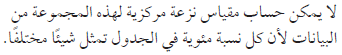 لا يمكن حساب مقياس نزعة مركزية لهذه المجموعة من
البيانات لأن كل نسبة مئوية في الجدول تمثل شيئًا مختلفًا.